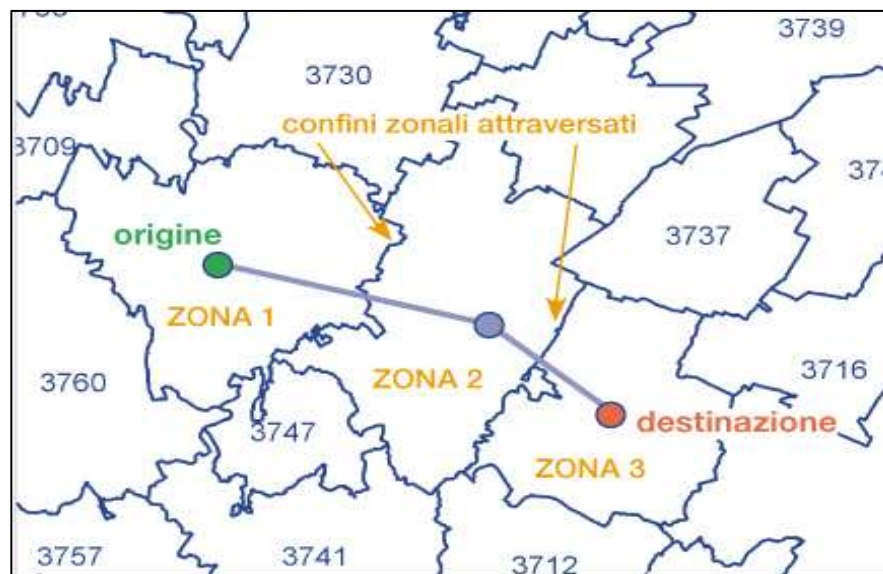 3739
3730
confini zonali attraversati
3709
origine
3737
ZONA 1
3760
ZONA 2
3716
3747
destinazione
ZONA 3
3757
3741
3712